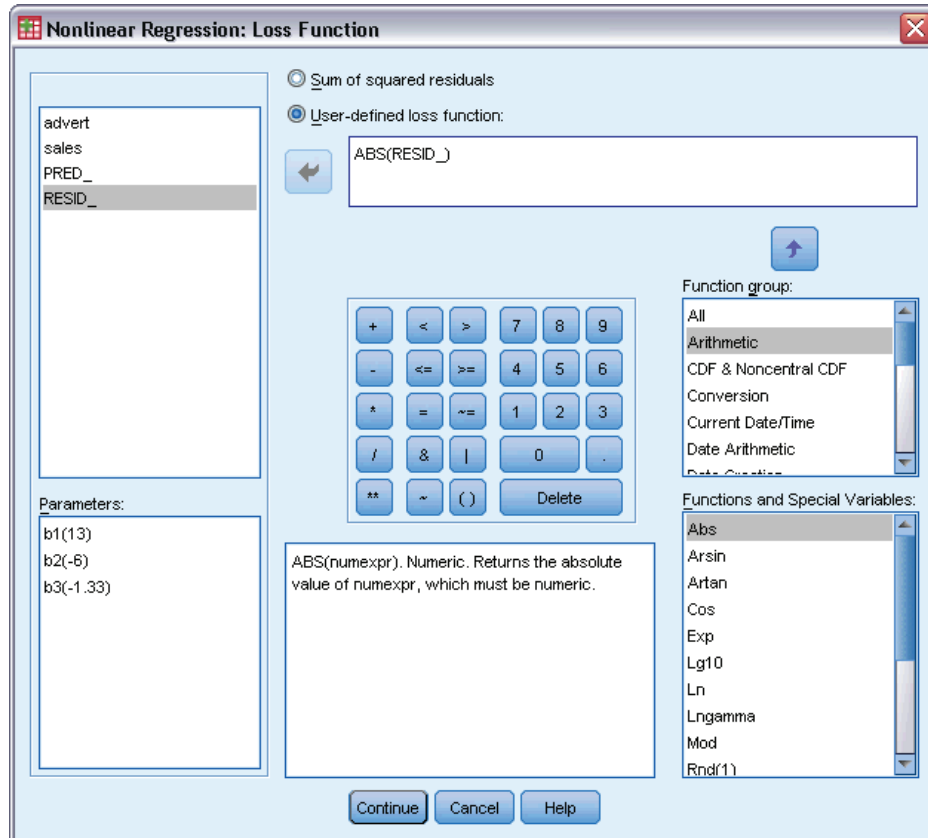 Nonlinear Regression: Loss Function
Sum of squared residuals
User-defined loss function:
advert
sales
PRED_
RESID_
ABS(RESID_)
Function group:
All
Arithmetic
CDF & Noncentral CDF
Conversion
Current Date/Time
Date Arithmetic
Date Creation
+ < > 7 8 9
- <= >= 4 5 6
* = ~= 1 2 3
/ & | 0 .
** ~ ( ) Delete
Parameters:
b1(13)
b2(-6)
b3(-1.33)
ABS(numexpr). Numeric. Returns the absolute
value of numexpr, which must be numeric.
Functions and Special Variables:
Abs
Arsin
Artan
Cos
Exp
Lg10
Ln
Lngamma
Mod
Rnd(1)
Continue Cancel Help